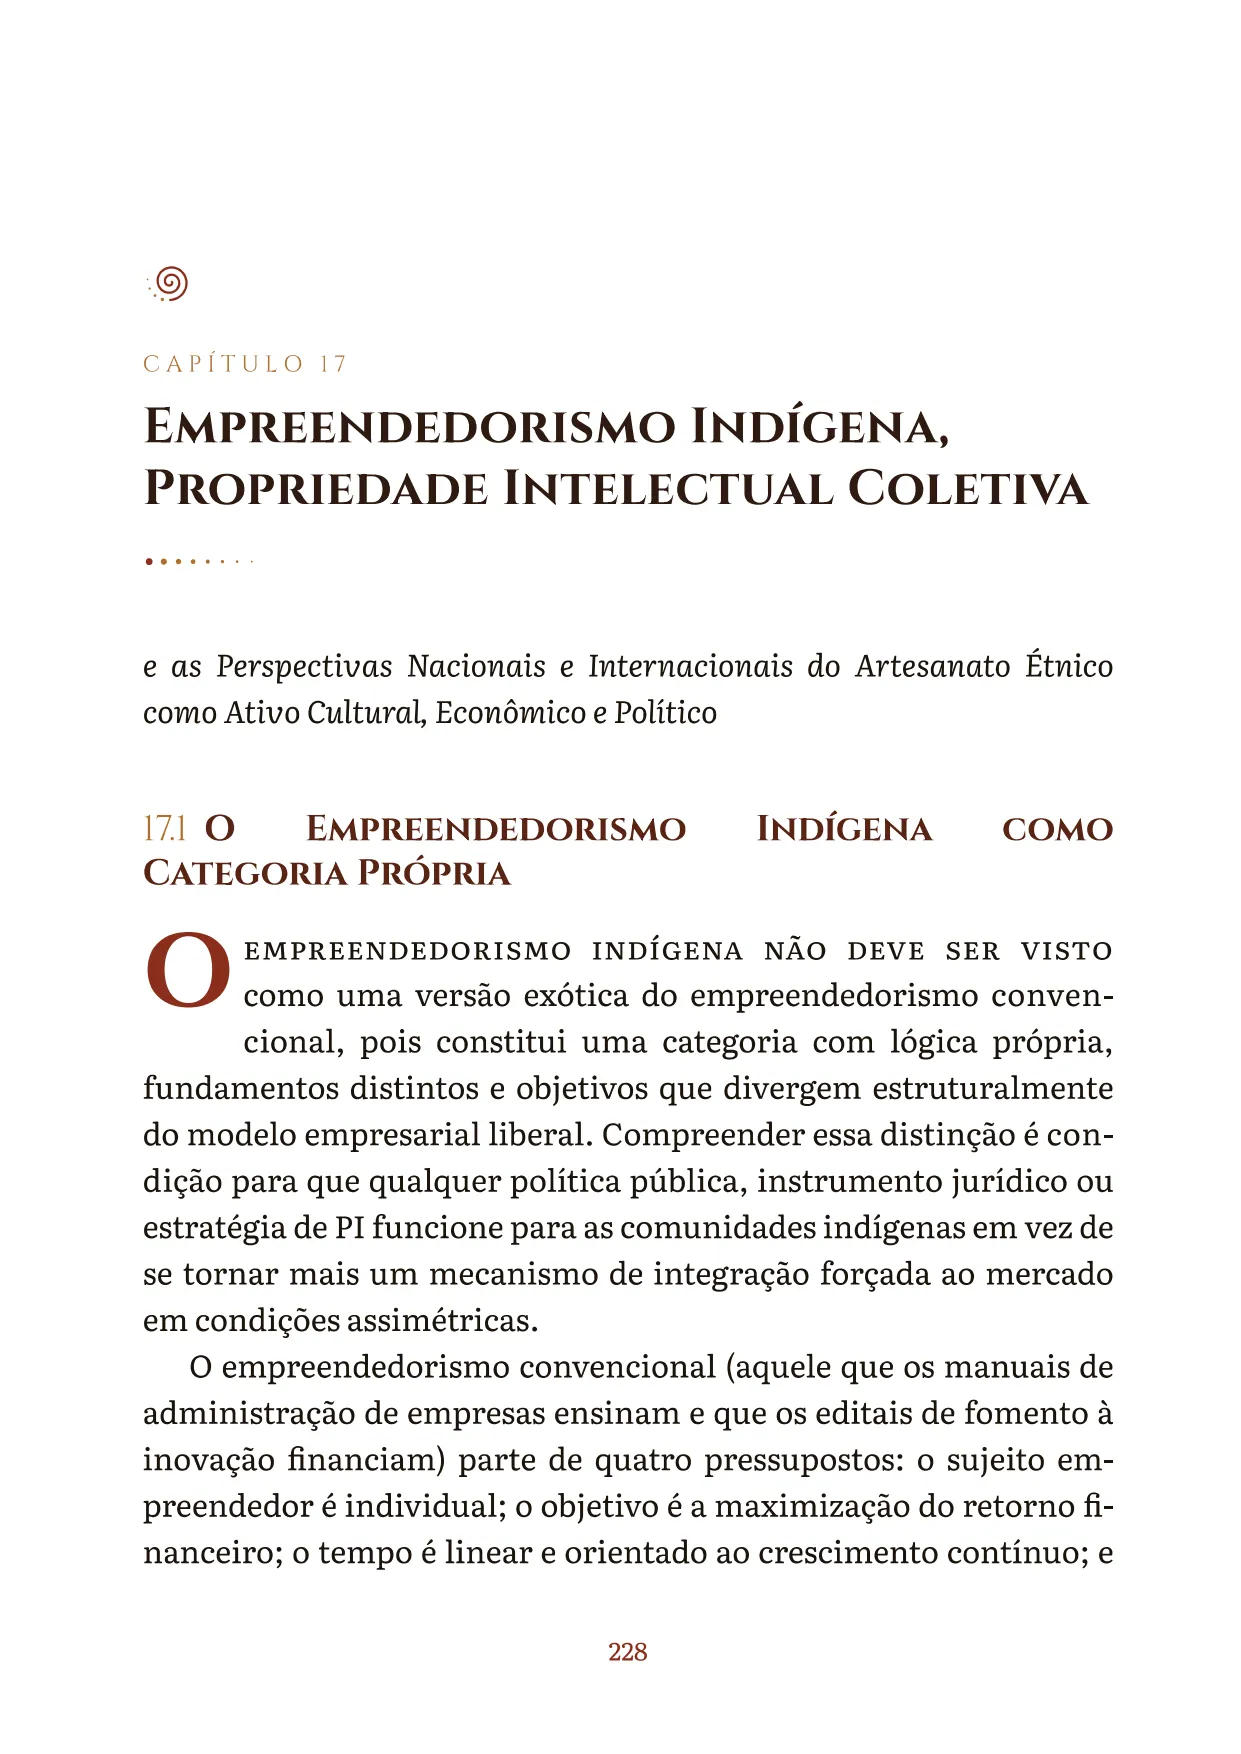 CAPÍTULO 17
Empreendedorismo Indígena,
Propriedade Intelectual Coletiva
e as Perspectivas Nacionais e Internacionais do Artesanato Étnico
como Ativo Cultural, Econômico e Político
17.1 O Empreendedorismo Indígena como
Categoria Própria
O empreendedorismo indígena não deve ser visto
como uma versão exótica do empreendedorismo conven-
cional, pois constitui uma categoria com lógica própria,
fundamentos distintos e objetivos que divergem estruturalmente
do modelo empresarial liberal. Compreender essa distinção é con-
dição para que qualquer política pública, instrumento jurídico ou
estratégia de PI funcione para as comunidades indígenas em vez de
se tornar mais um mecanismo de integração forçada ao mercado
em condições assimétricas.
O empreendedorismo convencional (aquele que os manuais de
administração de empresas ensinam e que os editais de fomento à
inovação financiam) parte de quatro pressupostos: o sujeito em-
preendedor é individual; o objetivo é a maximização do retorno fi-
nanceiro; o tempo é linear e orientado ao crescimento contínuo; e
228